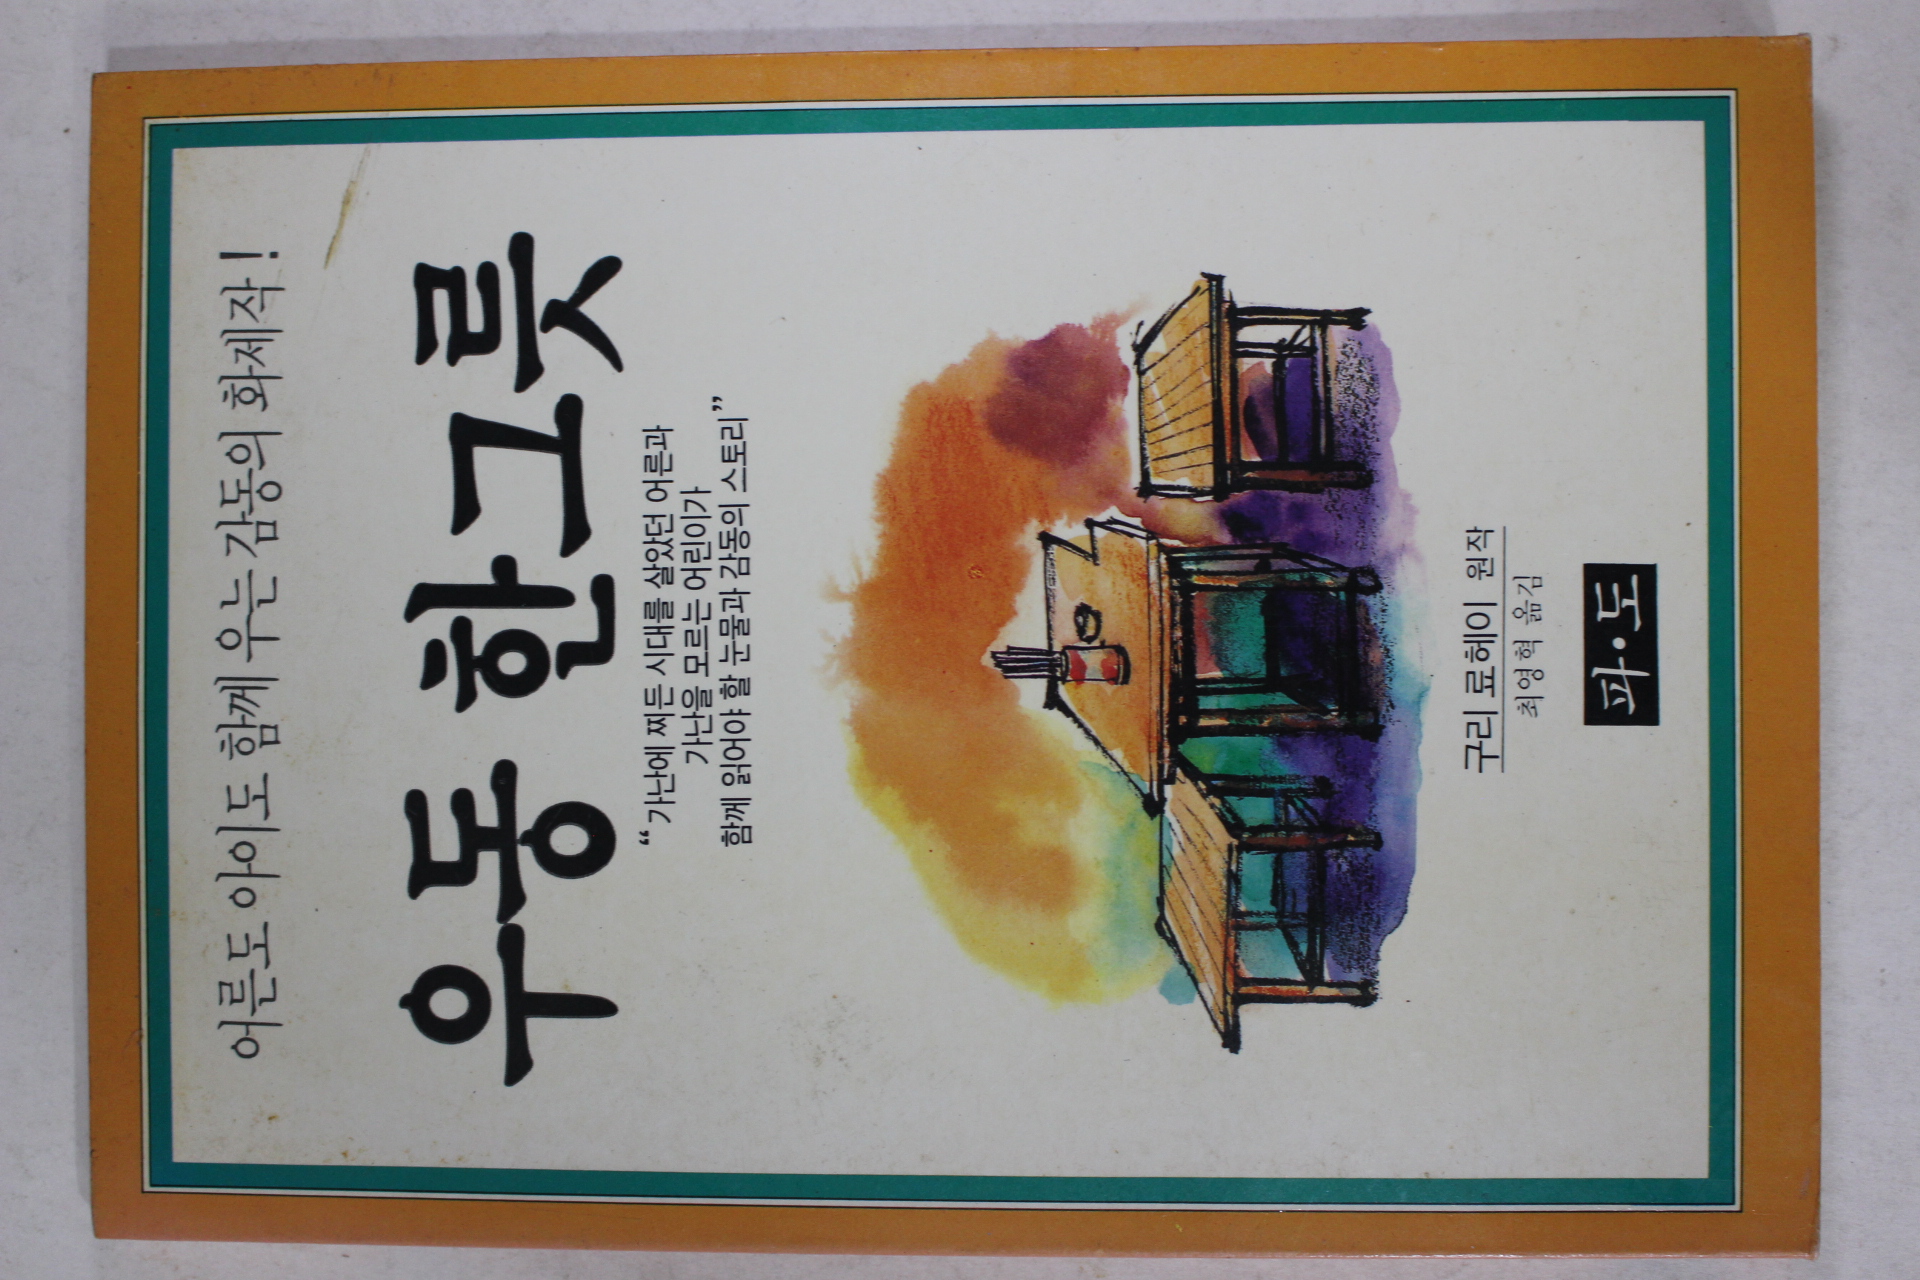 어른도 아이도 함께 우는 감동의 화제작!
우동 한그릇
“가난에 찌든 시대를 살았던 어른과
가난을 모르는 어린이가
함께 읽어야 할 눈물과 감동의 스토리”
구리 료헤이 원작
최영혁 옮김
파·도